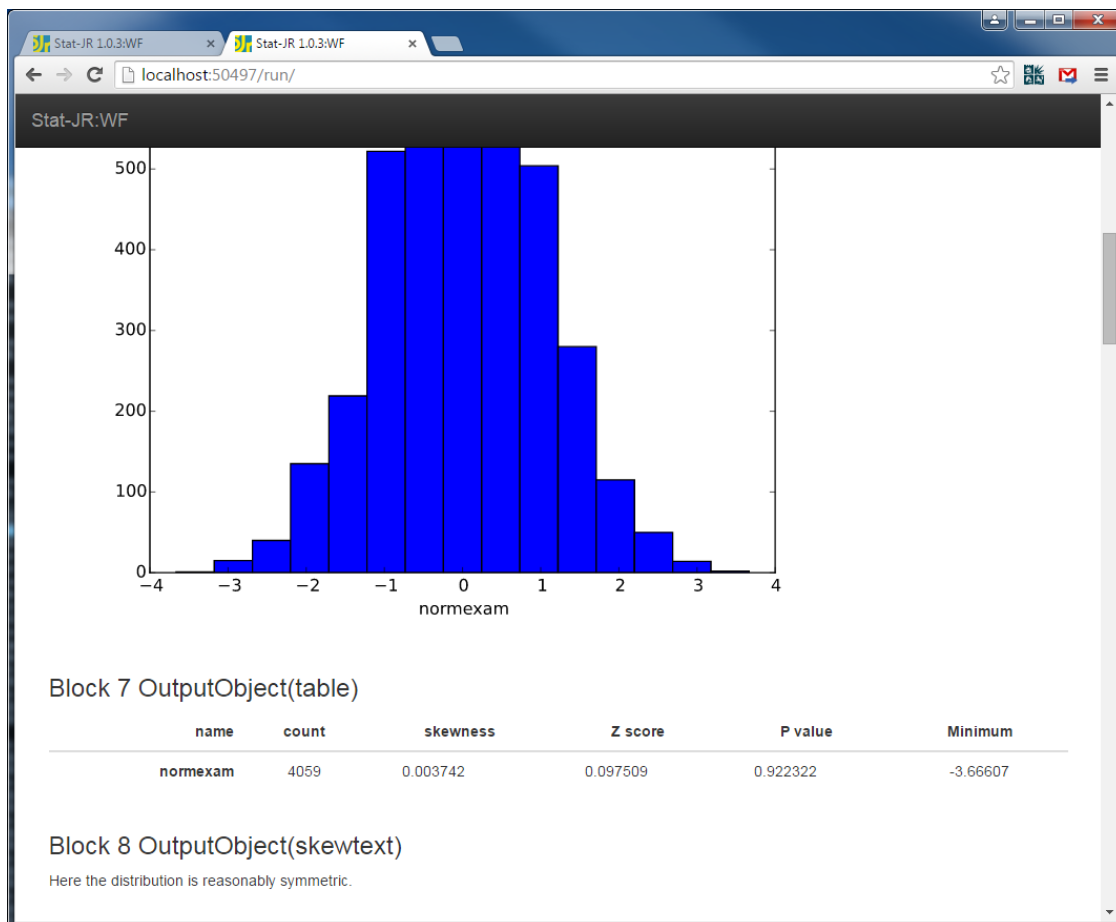 Stat-JR 1.0.3:WF
Stat-JR 1.0.3:WF
localhost:50497/run/
Stat-JR:WF
500
400
300
200
100
0
−4 −3 −2 −1 0 1 2 3 4
normexam
Block 7 OutputObject(table)
name count skewness Z score P value Minimum
normexam 4059 0.003742 0.097509 0.922322 -3.66607
Block 8 OutputObject(skewtext)
Here the distribution is reasonably symmetric.